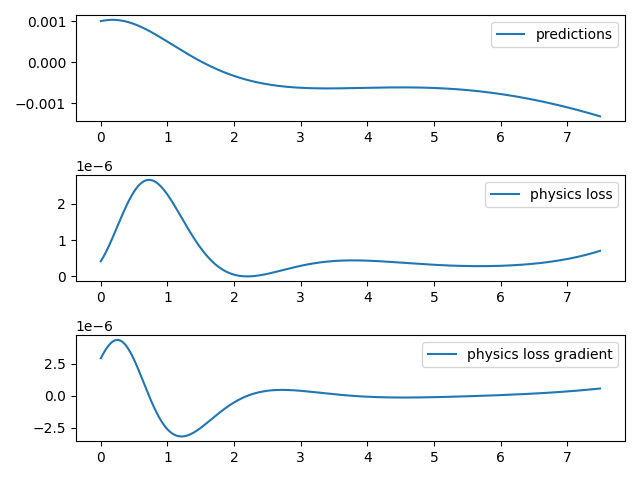 0.001
0.000
−0.001
predictions
0 1 2 3 4 5 6 7
1e−6
2
1
0
physics loss
0 1 2 3 4 5 6 7
1e−6
2.5
0.0
−2.5
physics loss gradient
0 1 2 3 4 5 6 7